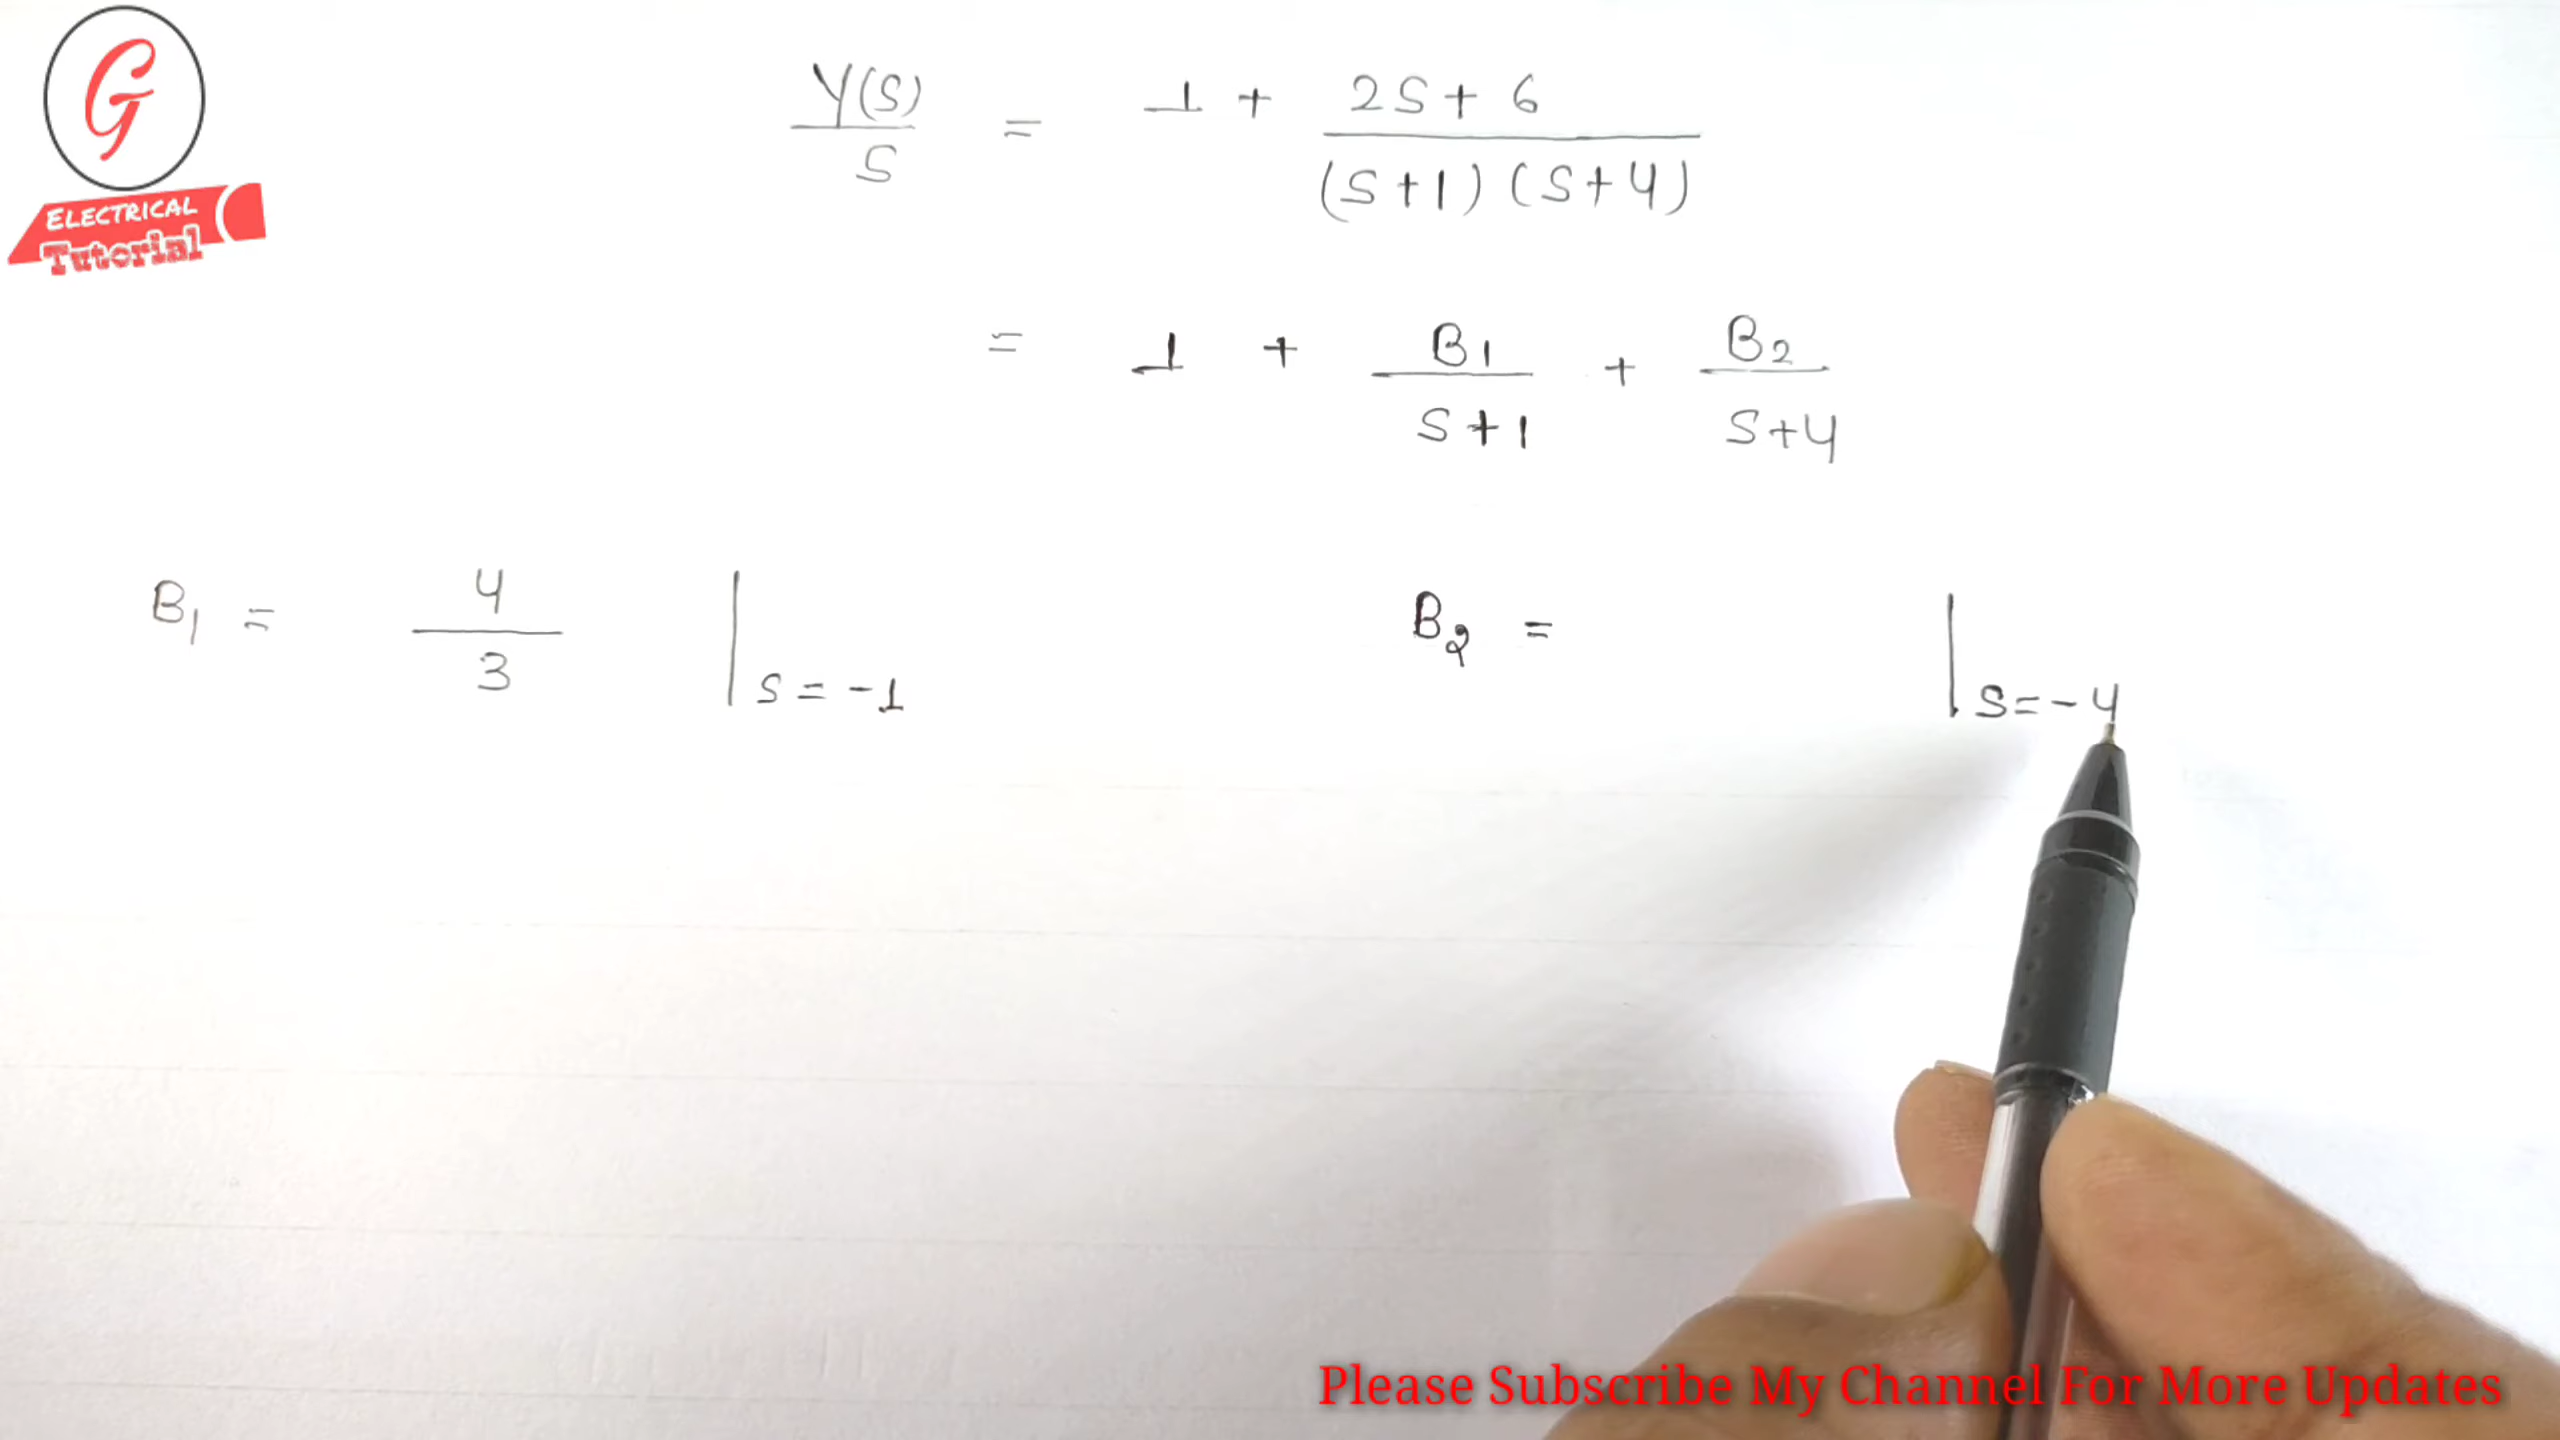 G
ELECTRICAL
Tutorial
Y(S)/S = 1 + 2S + 6/(S+1)(S+4)
= 1 + B1/S+1 + B2/S+4
B1 = 4/3 | S = -1 B2 = | S = -4
Please Subscribe My Channel For More Updates